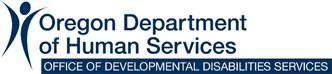 Oregon Department
of Human Services
OFFICE OF DEVELOPMENTAL DISABILITIES SERVICES